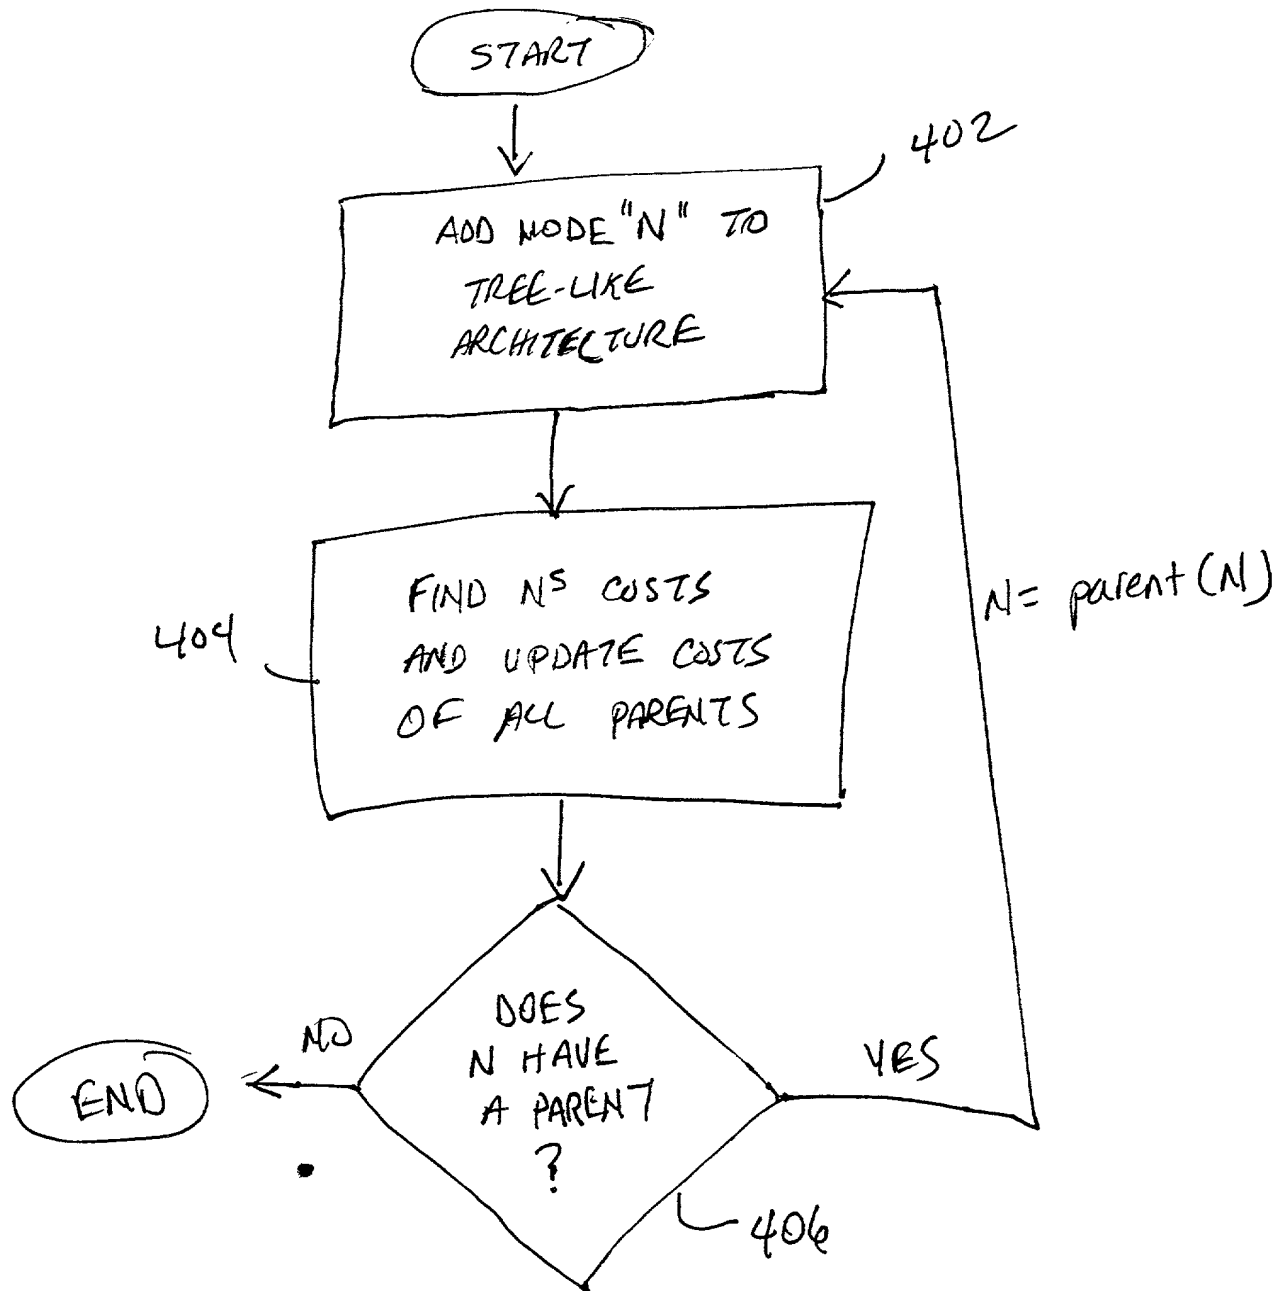 START
402
ADD NODE "N" TO
TREE-LIKE
ARCHITECTURE
FIND N'S COSTS
AND UPDATE COSTS
OF ALL PARENTS
404
N= parent(N)
DOES
N HAVE
A PARENT
?
NO
YES
END
406